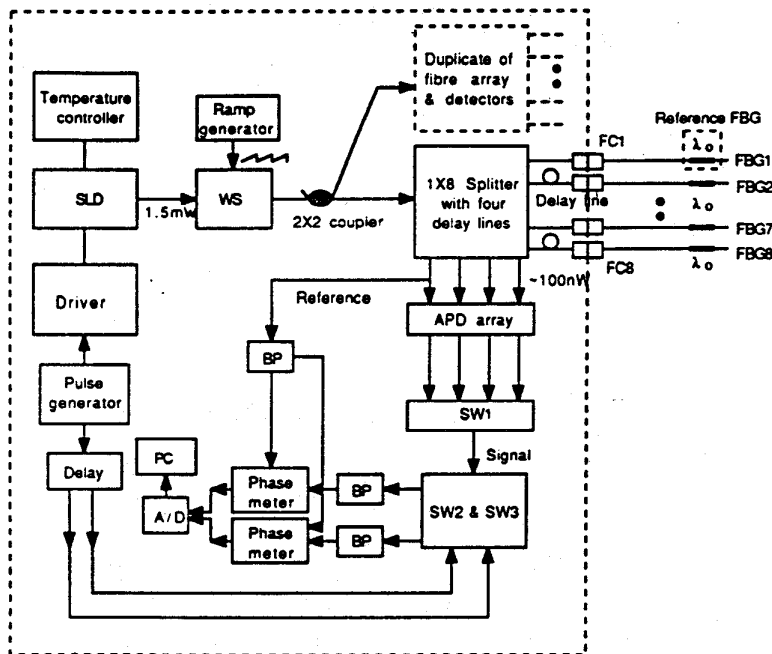 Temperature
controller
Ramp
generator
Duplicate of
fibre array
& detectors
Reference FBG
FC1
λo
FBG1
SLD
1.5mW
WS
2X2 coupler
1X8 Splitter
with four
delay lines
Delay line
FBG2
λo
FBG7
FBG8
λo
FC8
~100nW
Driver
Reference
APD array
BP
Pulse
generator
SW1
Signal
PC
Delay
A/D
Phase
meter
BP
SW2 & SW3
Phase
meter
BP